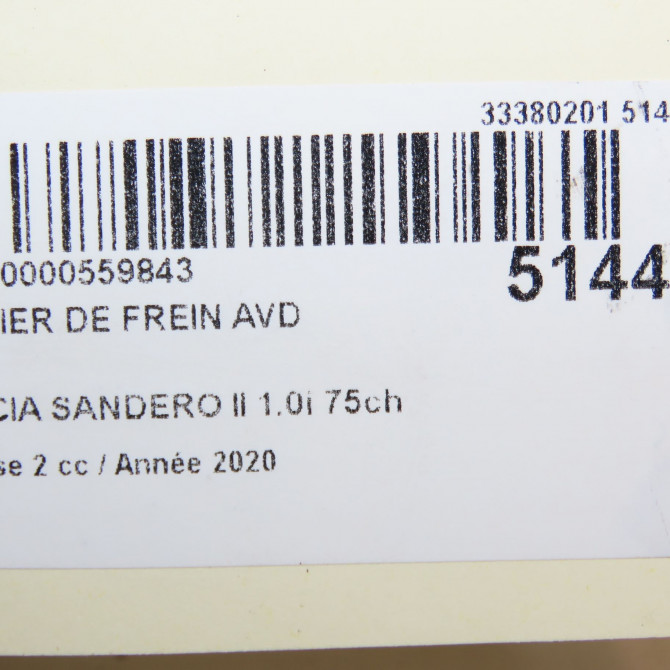 33380201 514
0000559843
5144
IER DE FREIN AVD
CIA SANDERO II 1.0i 75ch
se 2 cc / Année 2020